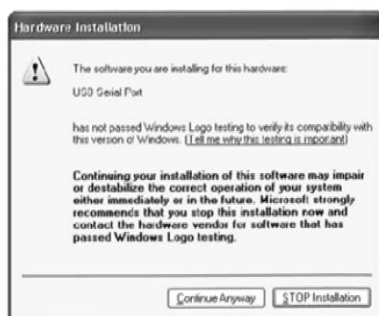 Hardware Installation
The software you are installing for this hardware:
USB Serial Port
has not passed Windows Logo testing to verify its compatibility with
this version of Windows. (Tell me why this testing is important.)
Continuing your installation of this software may impair
or destabilize the correct operation of your system
either immediately or in the future. Microsoft strongly
recommends that you stop this installation now and
contact the hardware vendor for software that has
passed Windows Logo testing.
Continue Anyway
STOP Installation